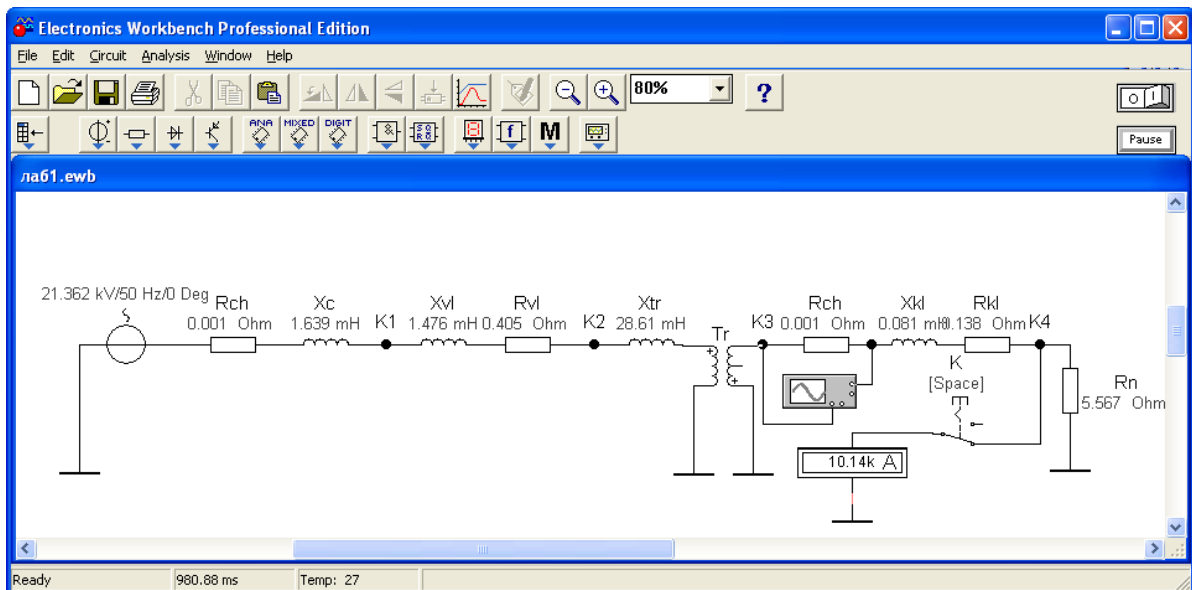 Electronics Workbench Professional Edition
File Edit Circuit Analysis Window Help
80% ?
ANA MIXED DIGIT M
Pause
лаб1.ewb
21.362 kV/50 Hz/0 Deg
Rch Xc Xvl Rvl Xtr Rch Xkl Rkl
0.001 Ohm 1.639 mH K1 1.476 mH 0.405 Ohm K2 28.61 mH Tr K3 0.001 Ohm 0.081 mH 0.138 Ohm K4
K
[Space]
Rn
5.567 Ohm
10.14k A
Ready 980.88 ms Temp: 27